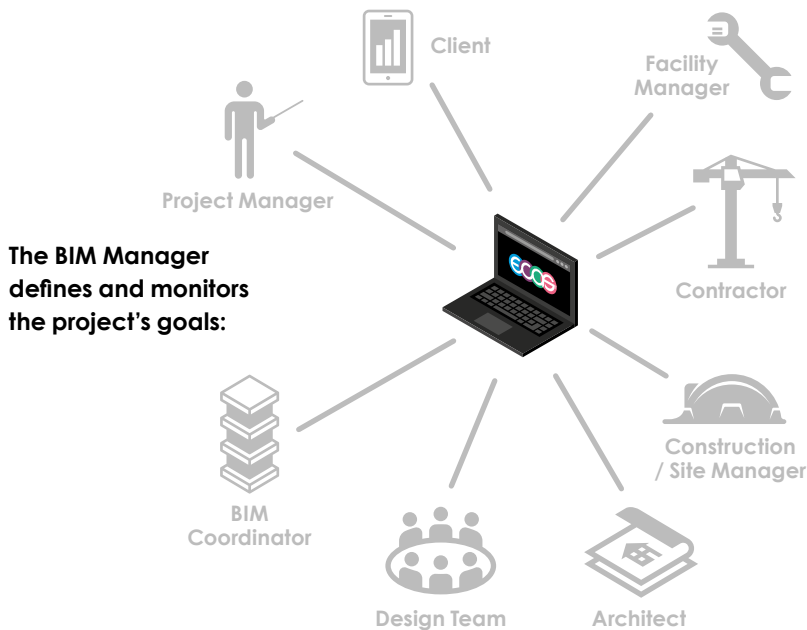 Client
Facility
Manager
Project Manager
The BIM Manager
defines and monitors
the project's goals:
ecos
Contractor
Construction
/ Site Manager
BIM
Coordinator
Design Team
Architect